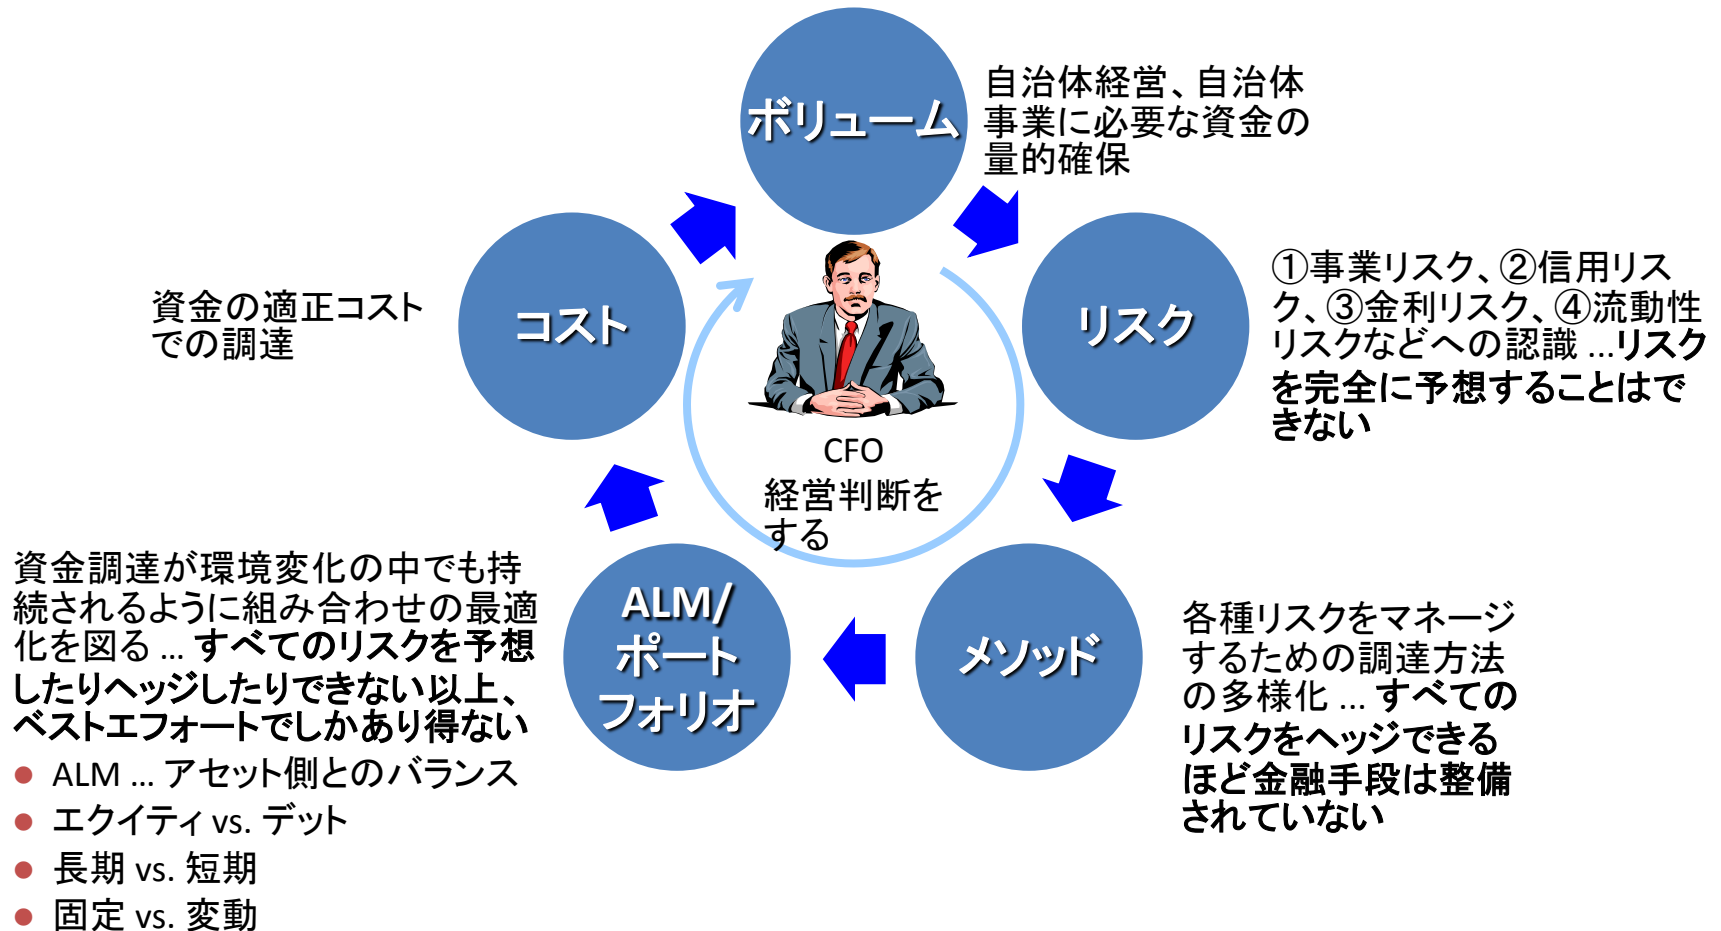 ボリューム
自治体経営、自治体
事業に必要な資金の
量的確保
リスク
①事業リスク、②信用リス
ク、③金利リスク、④流動性
リスクなどへの認識 ...リスク
を完全に予想することはで
きない
メソッド
各種リスクをマネージ
するための調達方法
の多様化 ... すべての
リスクをヘッジできる
ほど金融手段は整備
されていない
ALM/
ポート
フォリオ
資金調達が環境変化の中でも持
続されるように組み合わせの最適
化を図る ... すべてのリスクを予想
したりヘッジしたりできない以上、
ベストエフォートでしかあり得ない
● ALM ... アセット側とのバランス
● エクイティ vs. デット
● 長期 vs. 短期
● 固定 vs. 変動
コスト
資金の適正コスト
での調達
CFO
経営判断を
する